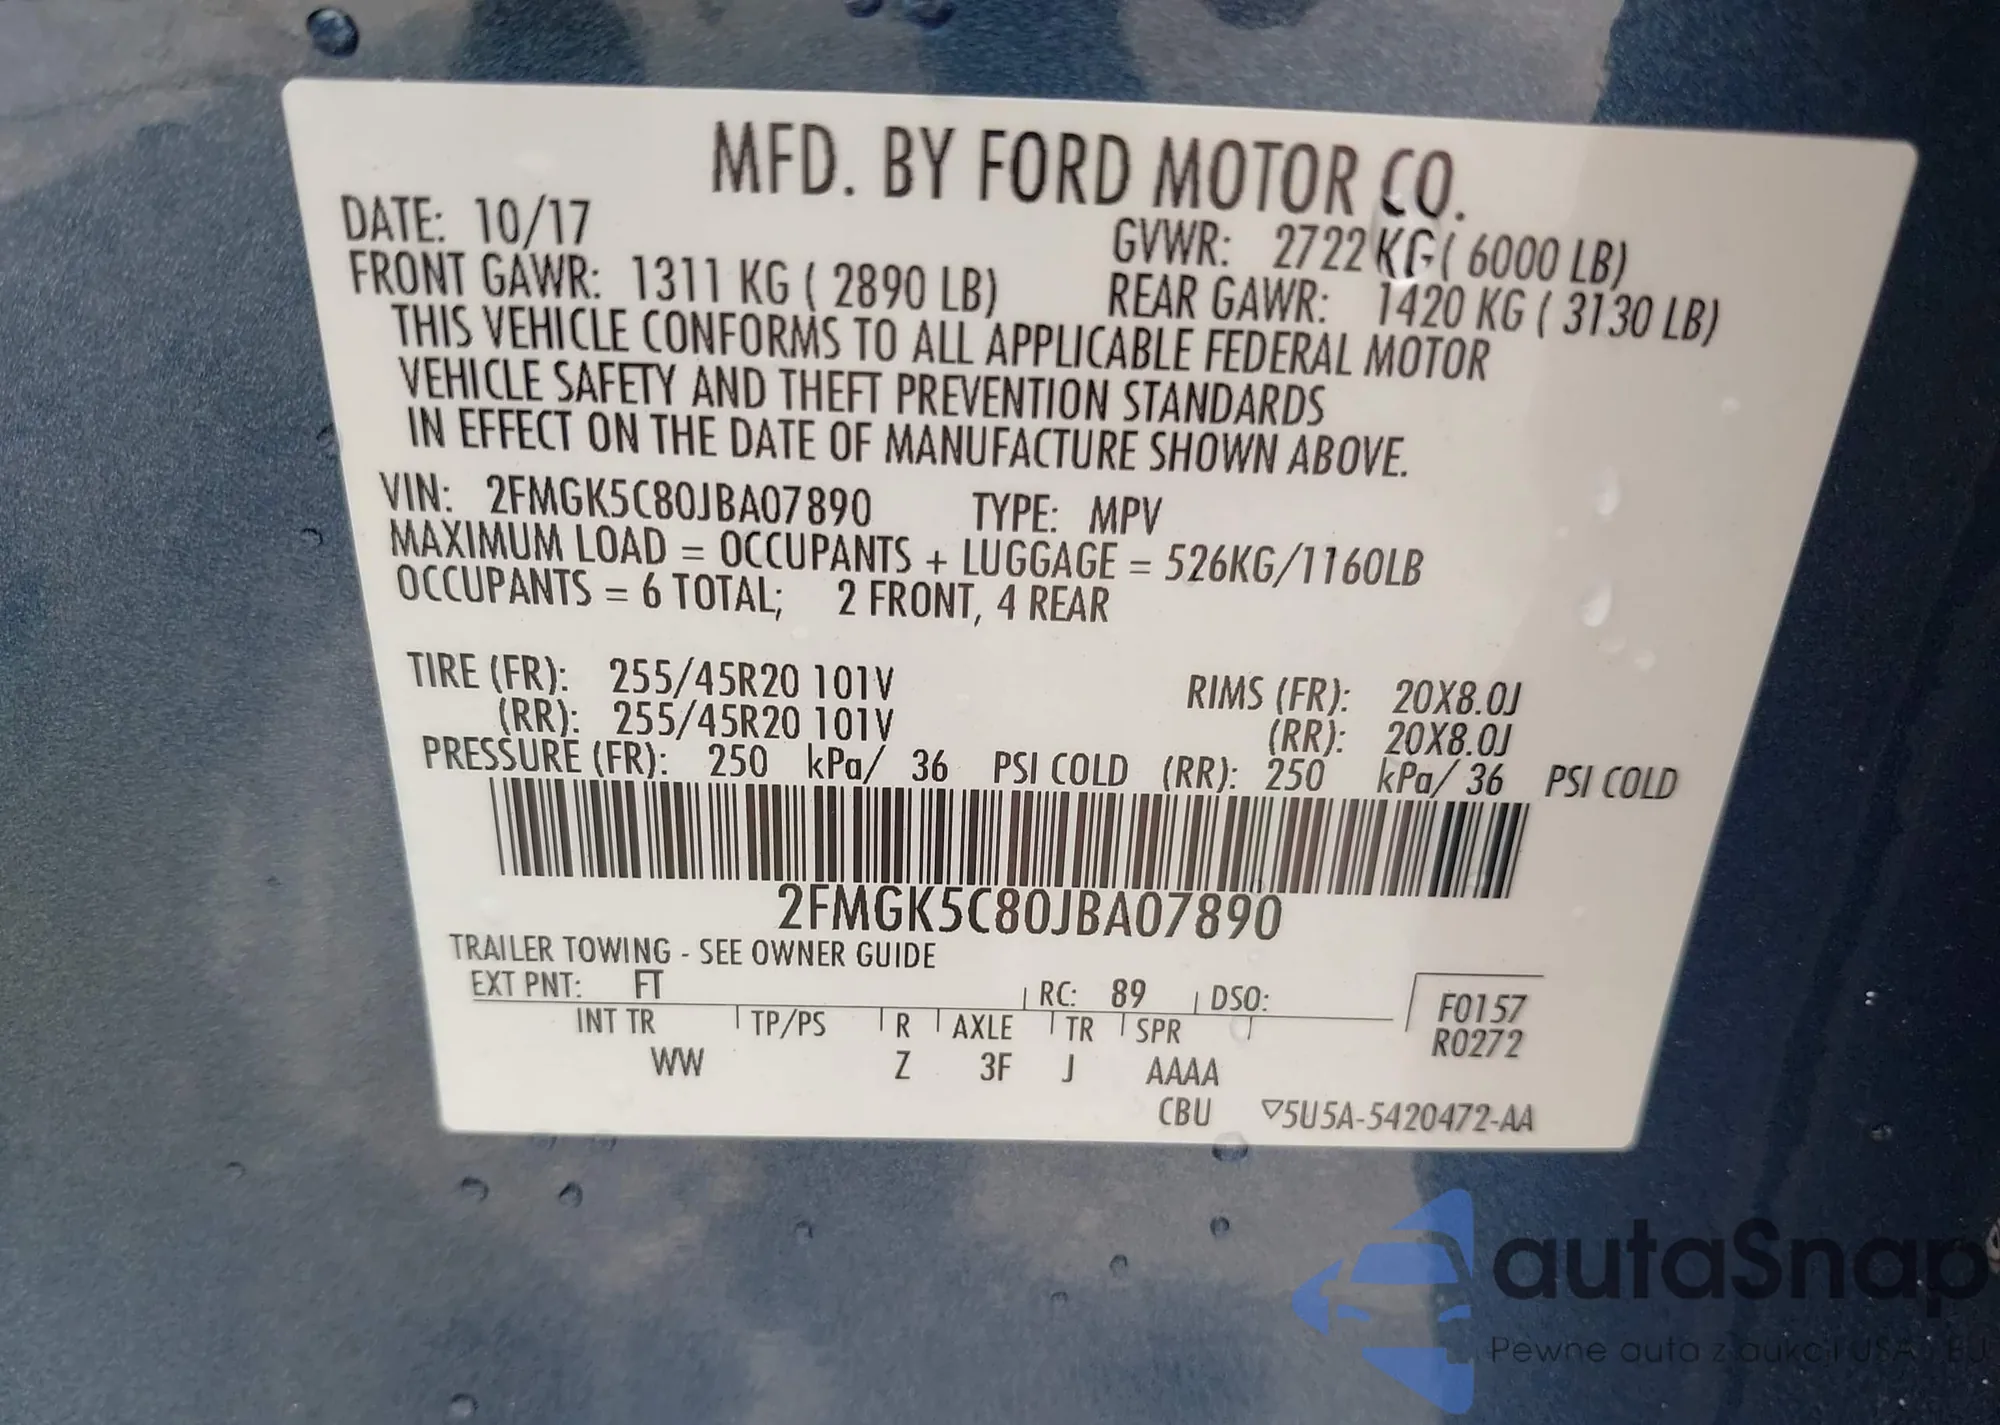 MFD. BY FORD MOTOR CO.
DATE: 10/17
GVWR: 2722 KG ( 6000 LB)
FRONT GAWR: 1311 KG ( 2890 LB)
REAR GAWR: 1420 KG ( 3130 LB)
THIS VEHICLE CONFORMS TO ALL APPLICABLE FEDERAL MOTOR
VEHICLE SAFETY AND THEFT PREVENTION STANDARDS
IN EFFECT ON THE DATE OF MANUFACTURE SHOWN ABOVE.
VIN: 2FMGK5C80JBA07890 TYPE: MPV
MAXIMUM LOAD = OCCUPANTS + LUGGAGE = 526KG/1160LB
OCCUPANTS = 6 TOTAL; 2 FRONT, 4 REAR
TIRE (FR): 255/45R20 101V RIMS (FR): 20X8.0J
(RR): 255/45R20 101V (RR): 20X8.0J
PRESSURE (FR): 250 kPa/ 36 PSI COLD (RR): 250 kPa/ 36 PSI COLD
2FMGK5C80JBA07890
TRAILER TOWING - SEE OWNER GUIDE
EXT PNT: FT RC: 89 DSO: F0157
INT TR TP/PS R AXLE TR SPR R0272
WW Z 3F J AAAA
CBU ▽5U5A-5420472-AA
autaSnap
Pewne auta z aukcji USA i EU